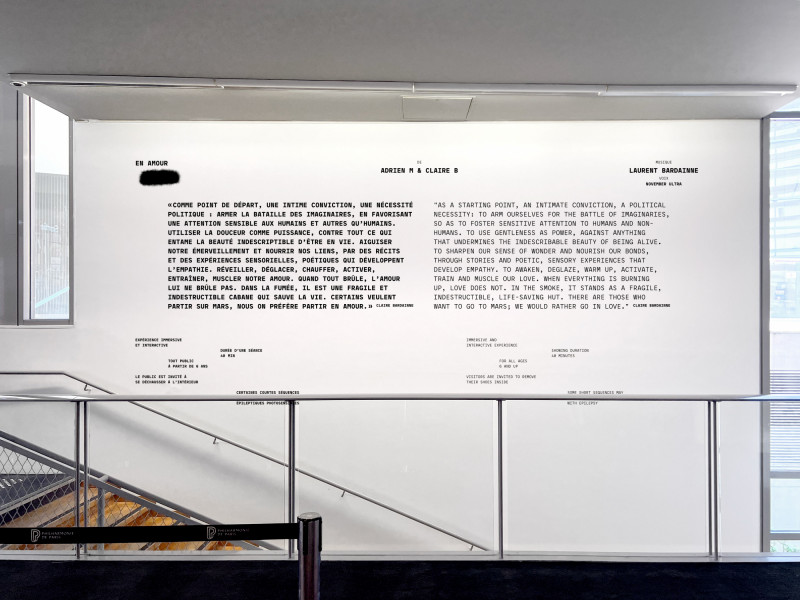 EN AMOUR
DE
ADRIEN M & CLAIRE B
MUSIQUE
LAURENT BARDAINNE
VOIX
NOVEMBER ULTRA
«COMME POINT DE DÉPART, UNE INTIME CONVICTION, UNE NÉCESSITÉ
POLITIQUE : ARMER LA BATAILLE DES IMAGINAIRES, EN FAVORISANT
UNE ATTENTION SENSIBLE AUX HUMAINS ET AUTRES QU'HUMAINS.
UTILISER LA DOUCEUR COMME PUISSANCE, CONTRE TOUT CE QUI
ENTAME LA BEAUTÉ INDESCRIPTIBLE D'ÊTRE EN VIE. AIGUISER
NOTRE ÉMERVEILLEMENT ET NOURRIR NOS LIENS, PAR DES RÉCITS
ET DES EXPÉRIENCES SENSORIELLES, POÉTIQUES QUI DÉVELOPPENT
L'EMPATHIE. RÉVEILLER, DÉGLACER, CHAUFFER, ACTIVER,
ENTRAÎNER, MUSCLER NOTRE AMOUR. QUAND TOUT BRÛLE, L'AMOUR
LUI NE BRÛLE PAS. DANS LA FUMÉE, IL EST UNE FRAGILE ET
INDESTRUCTIBLE CABANE QUI SAUVE LA VIE. CERTAINS VEULENT
PARTIR SUR MARS, NOUS ON PRÉFÈRE PARTIR EN AMOUR.» CLAIRE BARDAINNE
"AS A STARTING POINT, AN INTIMATE CONVICTION, A POLITICAL
NECESSITY: TO ARM OURSELVES FOR THE BATTLE OF IMAGINARIES,
SO AS TO FOSTER SENSITIVE ATTENTION TO HUMANS AND NON-
HUMANS. TO USE GENTLENESS AS POWER, AGAINST ANYTHING
THAT UNDERMINES THE INDESCRIBABLE BEAUTY OF BEING ALIVE.
TO SHARPEN OUR SENSE OF WONDER AND NOURISH OUR BONDS,
THROUGH STORIES AND POETIC, SENSORY EXPERIENCES THAT
DEVELOP EMPATHY. TO AWAKEN, DEGLAZE, WARM UP, ACTIVATE,
TRAIN AND MUSCLE OUR LOVE. WHEN EVERYTHING IS BURNING
UP, LOVE DOES NOT. IN THE SMOKE, IT STANDS AS A FRAGILE,
INDESTRUCTIBLE, LIFE-SAVING HUT. THERE ARE THOSE WHO
WANT TO GO TO MARS; WE WOULD RATHER GO IN LOVE." CLAIRE BARDAINNE
EXPÉRIENCE IMMERSIVE
ET INTERACTIVE
DURÉE D'UNE SÉANCE
40 MIN
TOUT PUBLIC
À PARTIR DE 6 ANS
LE PUBLIC EST INVITÉ À
SE DÉCHAUSSER À L'INTÉRIEUR
CERTAINES COURTES SÉQUENCES
ÉPILEPTIQUES PHOTOSENSIBLES
IMMERSIVE AND
INTERACTIVE EXPERIENCE
SHOWING DURATION
40 MINUTES
FOR ALL AGES
6 AND UP
VISITORS ARE INVITED TO REMOVE
THEIR SHOES INSIDE
SOME SHORT SEQUENCES MAY
WITH EPILEPSY
PHILHARMONIE
DE PARIS
PHILHARMONIE
DE PARIS